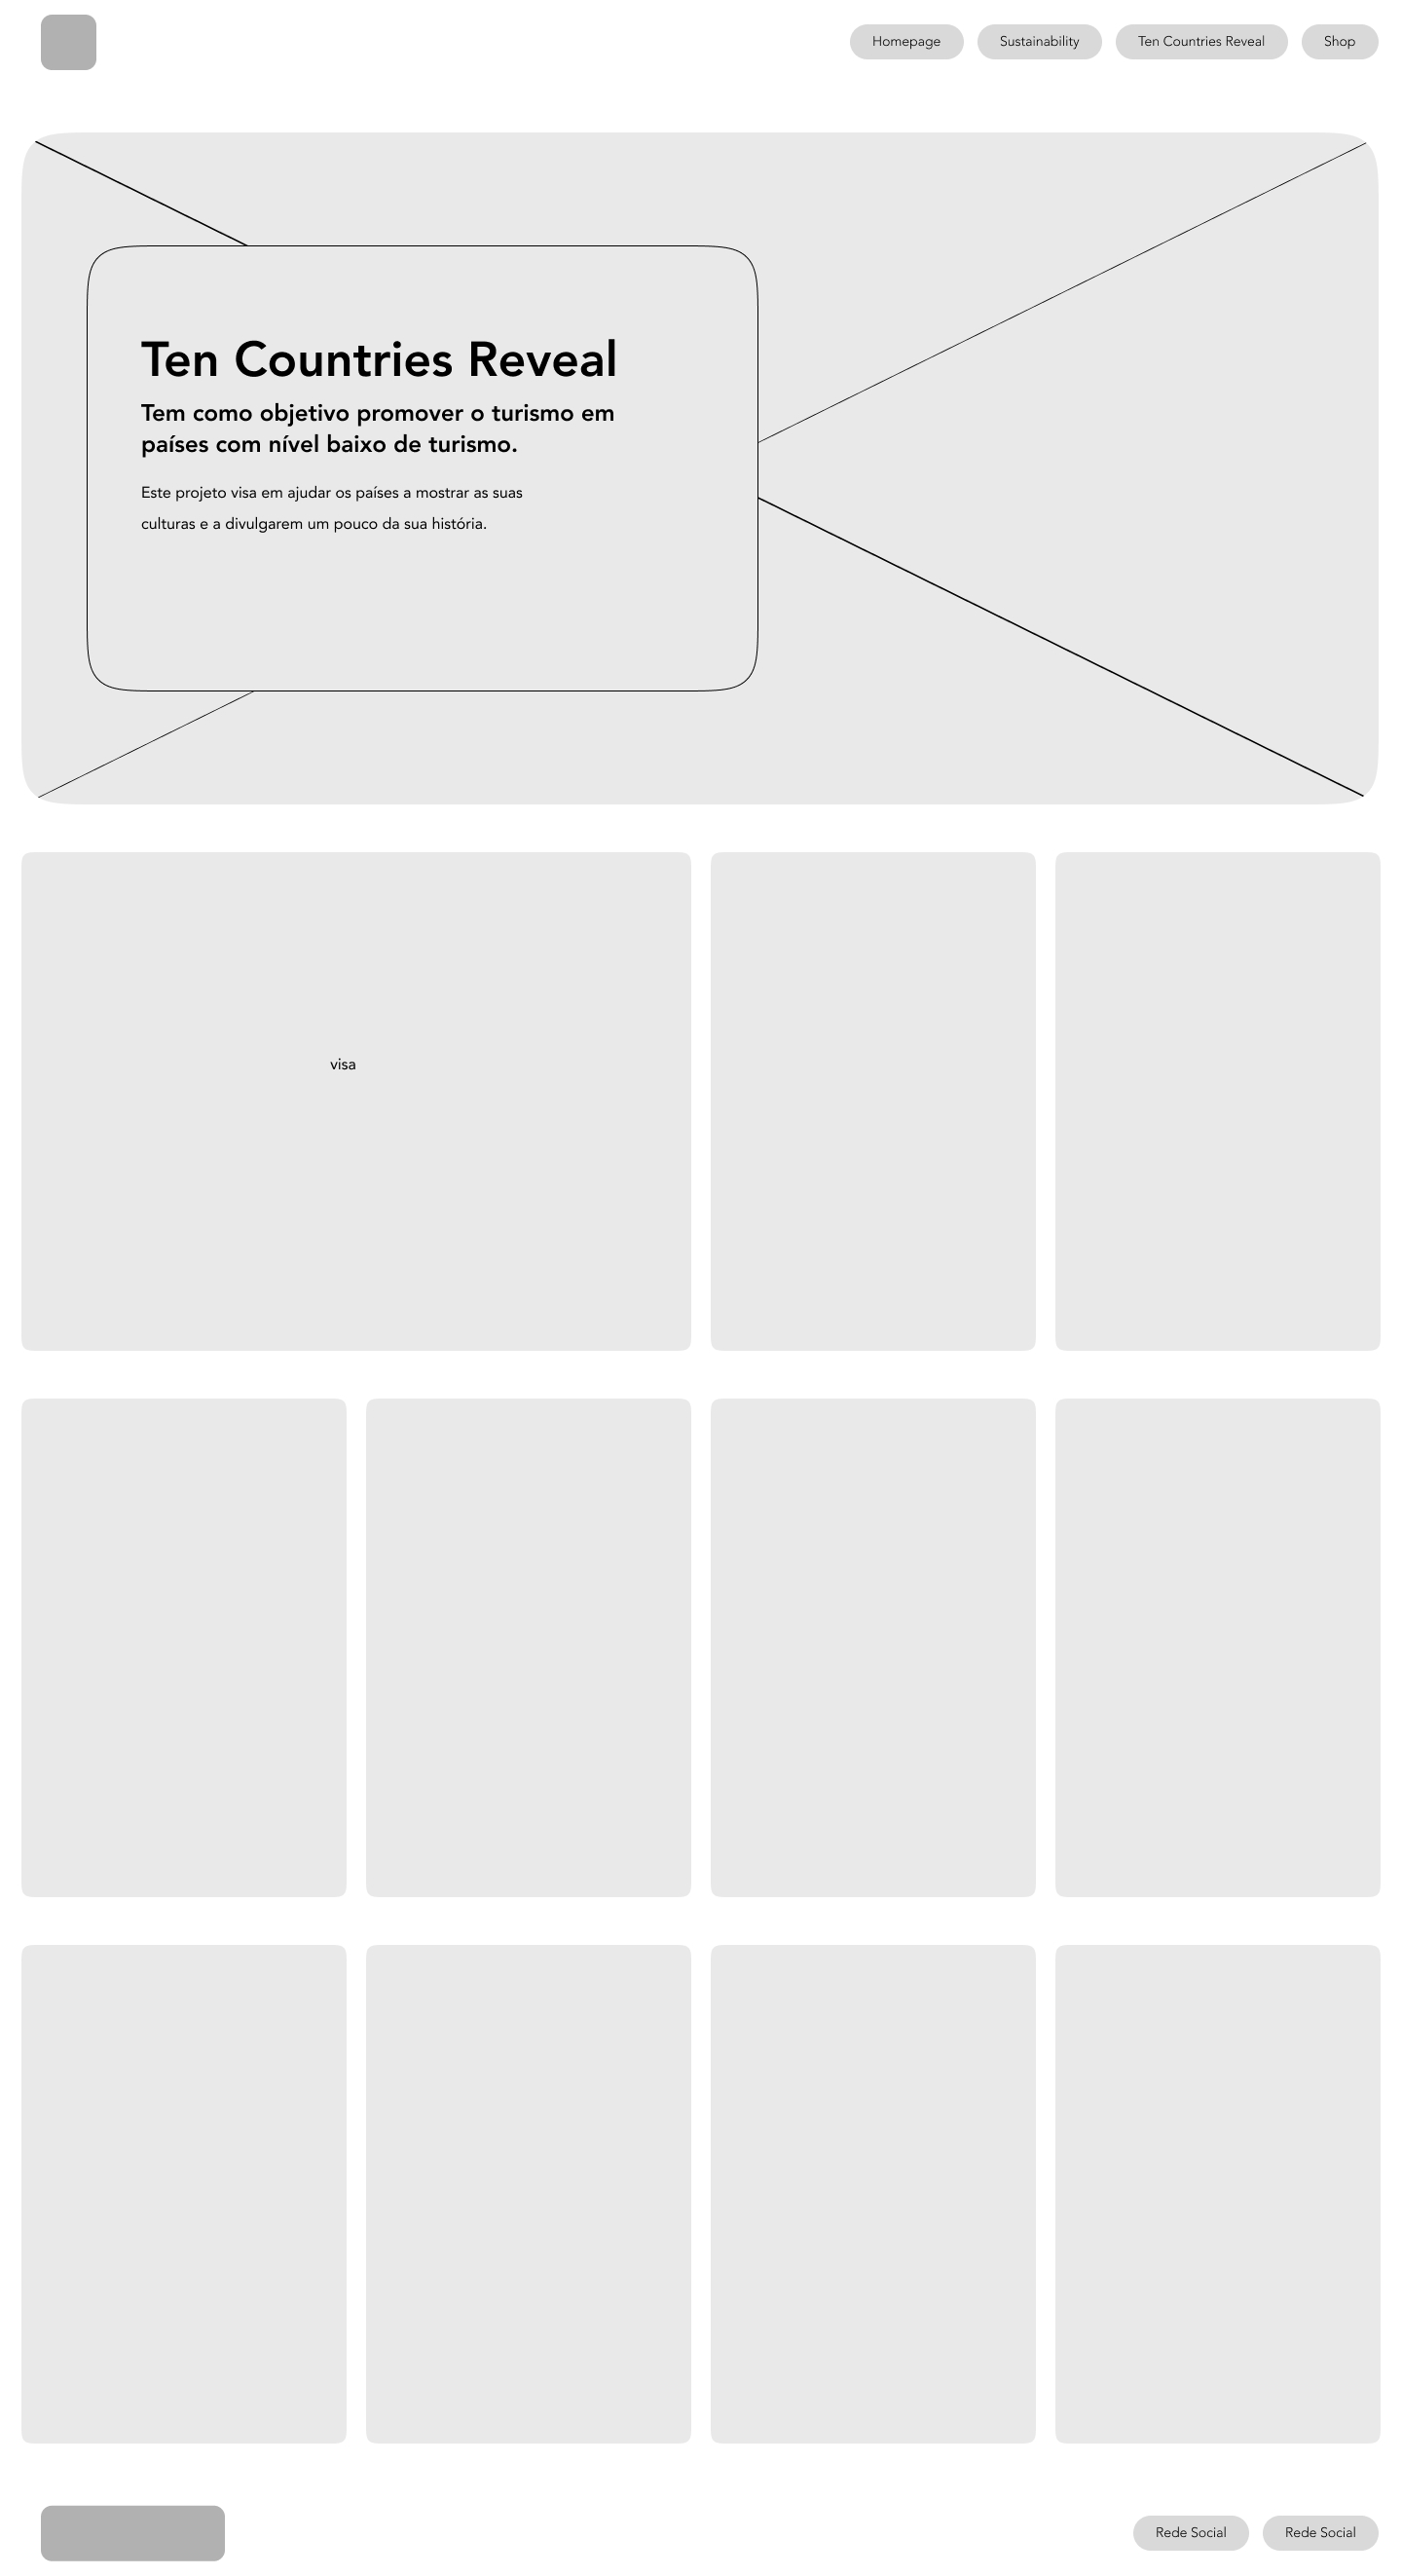 Homepage
Sustainability
Ten Countries Reveal
Shop
Ten Countries Reveal
Tem como objetivo promover o turismo em
países com nível baixo de turismo.
Este projeto visa em ajudar os países a mostrar as suas
culturas e a divulgarem um pouco da sua história.
visa
Rede Social
Rede Social